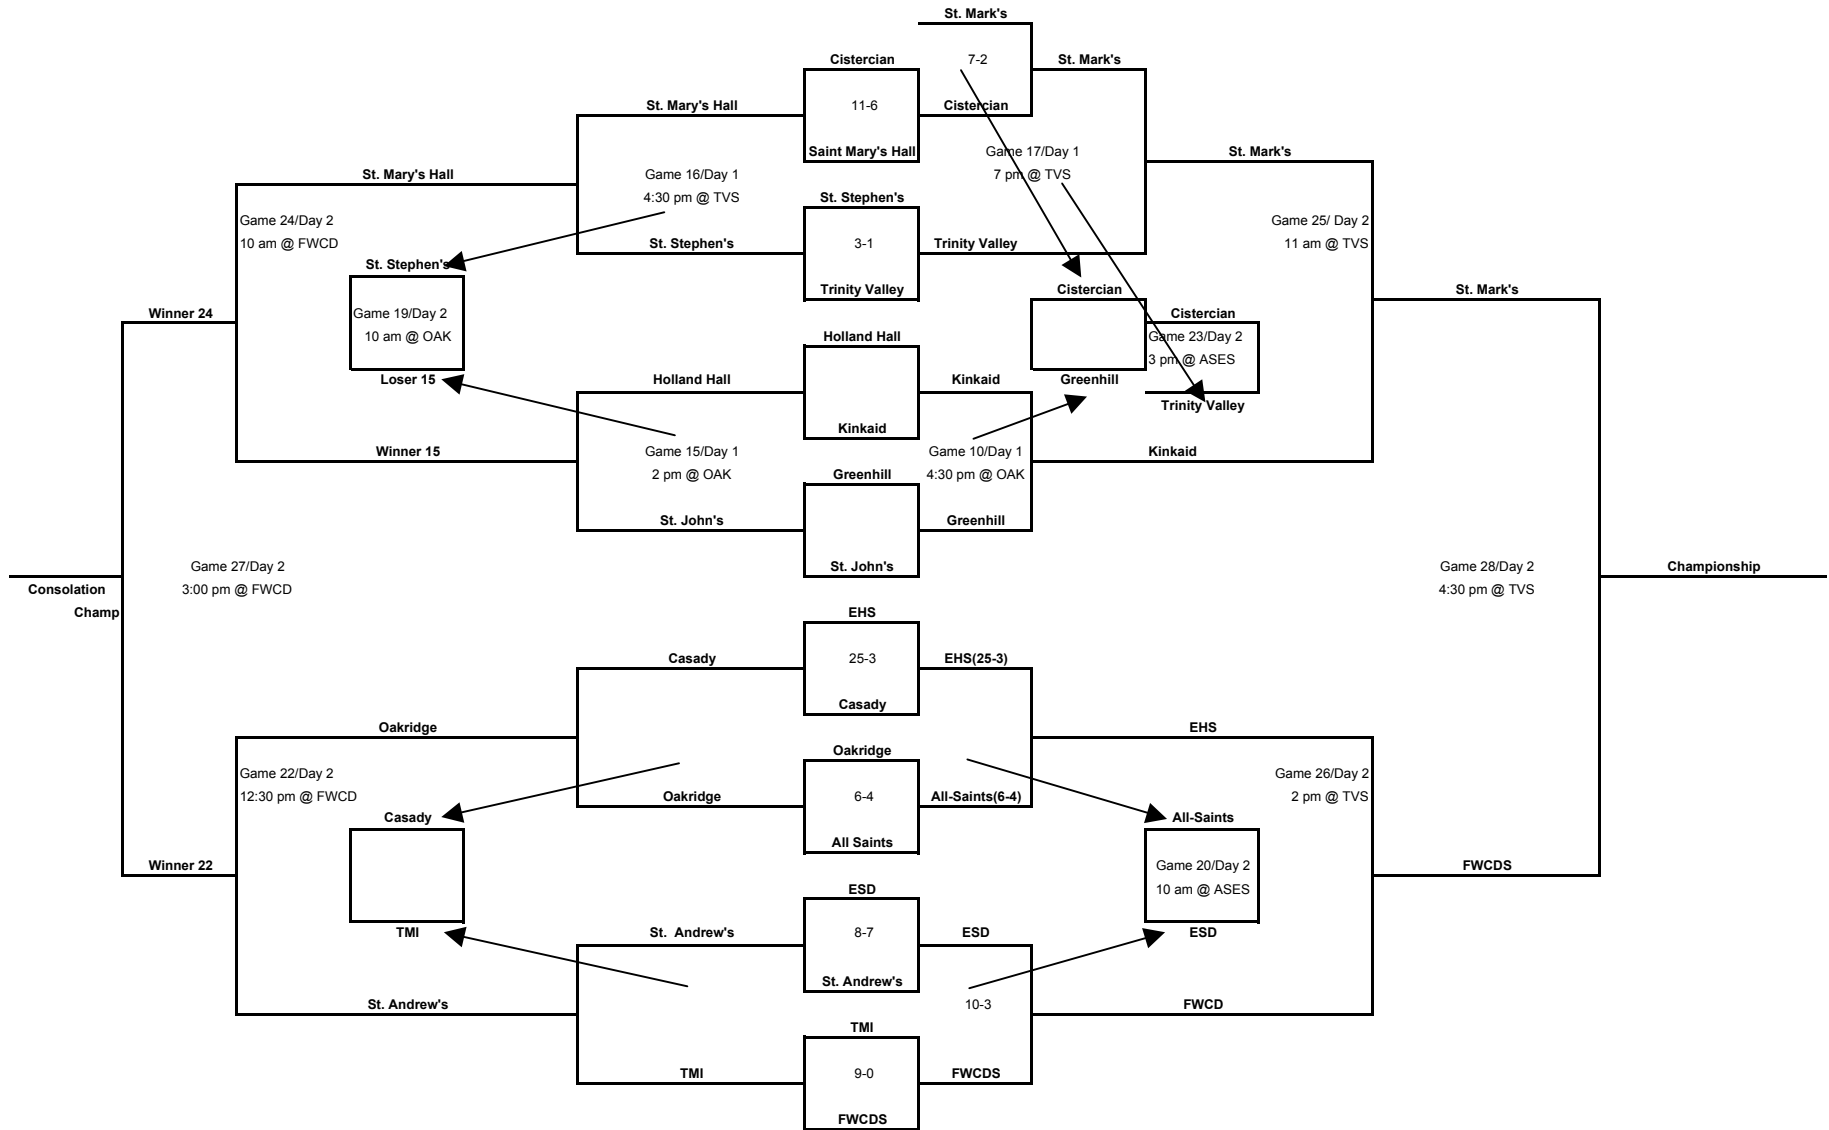 St. Mark's
Cistercian
7-2
St. Mark's
St. Mary's Hall
11-6
Cistercian
Saint Mary's Hall
Game 17/Day 1
7 pm @ TVS
St. Mark's
St. Mary's Hall
Game 16/Day 1
4:30 pm @ TVS
St. Stephen's
Game 24/Day 2
10 am @ FWCD
St. Stephen's
3-1
Trinity Valley
Game 25/ Day 2
11 am @ TVS
St. Stephen's
Trinity Valley
Cistercian
St. Mark's
Winner 24
Game 19/Day 2
10 am @ OAK
Cistercian
Holland Hall
Game 23/Day 2
3 pm @ ASES
Loser 15
Holland Hall
Kinkaid
Greenhill
Trinity Valley
Kinkaid
Winner 15
Game 15/Day 1
2 pm @ OAK
Game 10/Day 1
4:30 pm @ OAK
Kinkaid
Greenhill
St. John's
Greenhill
St. John's
Game 27/Day 2
3:00 pm @ FWCD
Game 28/Day 2
4:30 pm @ TVS
Championship
Consolation
Champ
EHS
Casady
25-3
EHS(25-3)
Casady
Oakridge
EHS
Oakridge
Game 22/Day 2
12:30 pm @ FWCD
Game 26/Day 2
2 pm @ TVS
Oakridge
6-4
All-Saints(6-4)
Casady
All-Saints
All Saints
Winner 22
Game 20/Day 2
10 am @ ASES
FWCDS
ESD
TMI
St.  Andrew's
8-7
ESD
ESD
St. Andrew's
St. Andrew's
10-3
FWCD
TMI
TMI
9-0
FWCDS
FWCDS